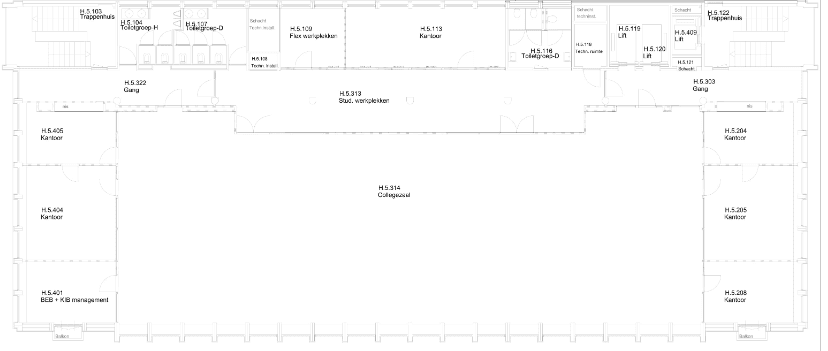 H.5.103
Trappenhuis
H.5.104
Toiletgroep-H
H.5.107
Toiletgroep-D
Schacht
Techn. Install
H.5.108
Techn. Install
H.5.109
Flex werkplekken
H.5.113
Kantoor
H.5.116
Toiletgroep-D
Schacht
H.5.118
Techn. ruimte
H.5.119
Lift
H.5.120
Lift
Schacht
H.5.409
Lift
H.5.121
Schacht
H.5.122
Trappenhuis
H.5.322
Gang
H.5.313
Stud. werkplekken
H.5.303
Gang
H.5.405
Kantoor
H.5.204
Kantoor
H.5.314
Collegezaal
H.5.404
Kantoor
H.5.205
Kantoor
H.5.401
BEB + KIB management
H.5.208
Kantoor
Balkon
Balkon